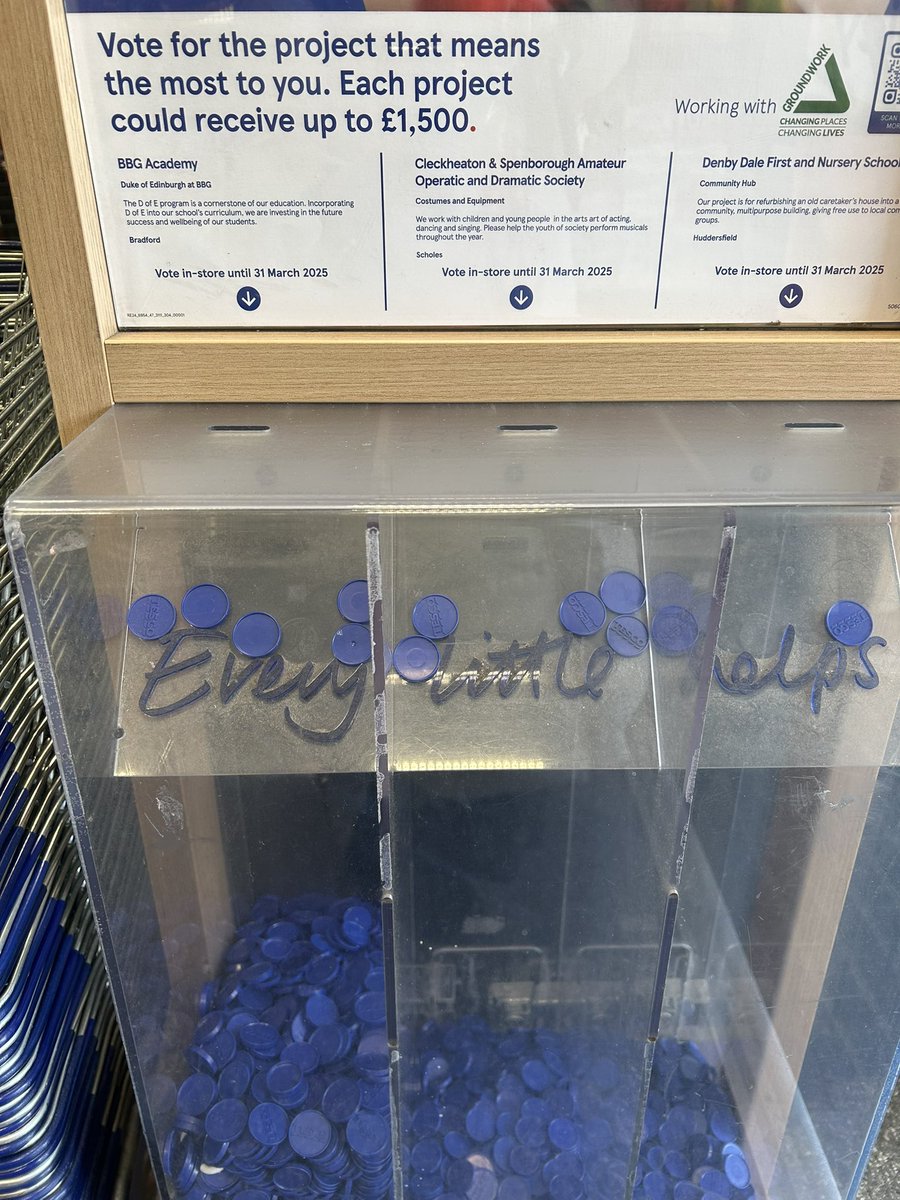 Vote for the project that means
the most to you. Each project
could receive up to £1,500.
Working with
GROUNDWORK
CHANGING PLACES
CHANGING LIVES
SCAN
BBG Academy
Duke of Edinburgh at BBG
The D of E program is a cornerstone of our education. Incorporating
D of E into our school's curriculum, we are investing in the future
success and wellbeing of our students.
Bradford
Vote in-store until 31 March 2025
Cleckheaton & Spenborough Amateur
Operatic and Dramatic Society
Costumes and Equipment
We work with children and young people in the arts art of acting,
dancing and singing. Please help the youth of society perform musicals
throughout the year.
Scholes
Vote in-store until 31 March 2025
Denby Dale First and Nursery School
Community Hub
Our project is for refurbishing an old caretaker's house into a
community, multipurpose building, giving free use to local com
groups.
Huddersfield
Vote in-store until 31 March 2025
Every little helps
TESCO
TESCO
TESCO
TESCO
TESCO